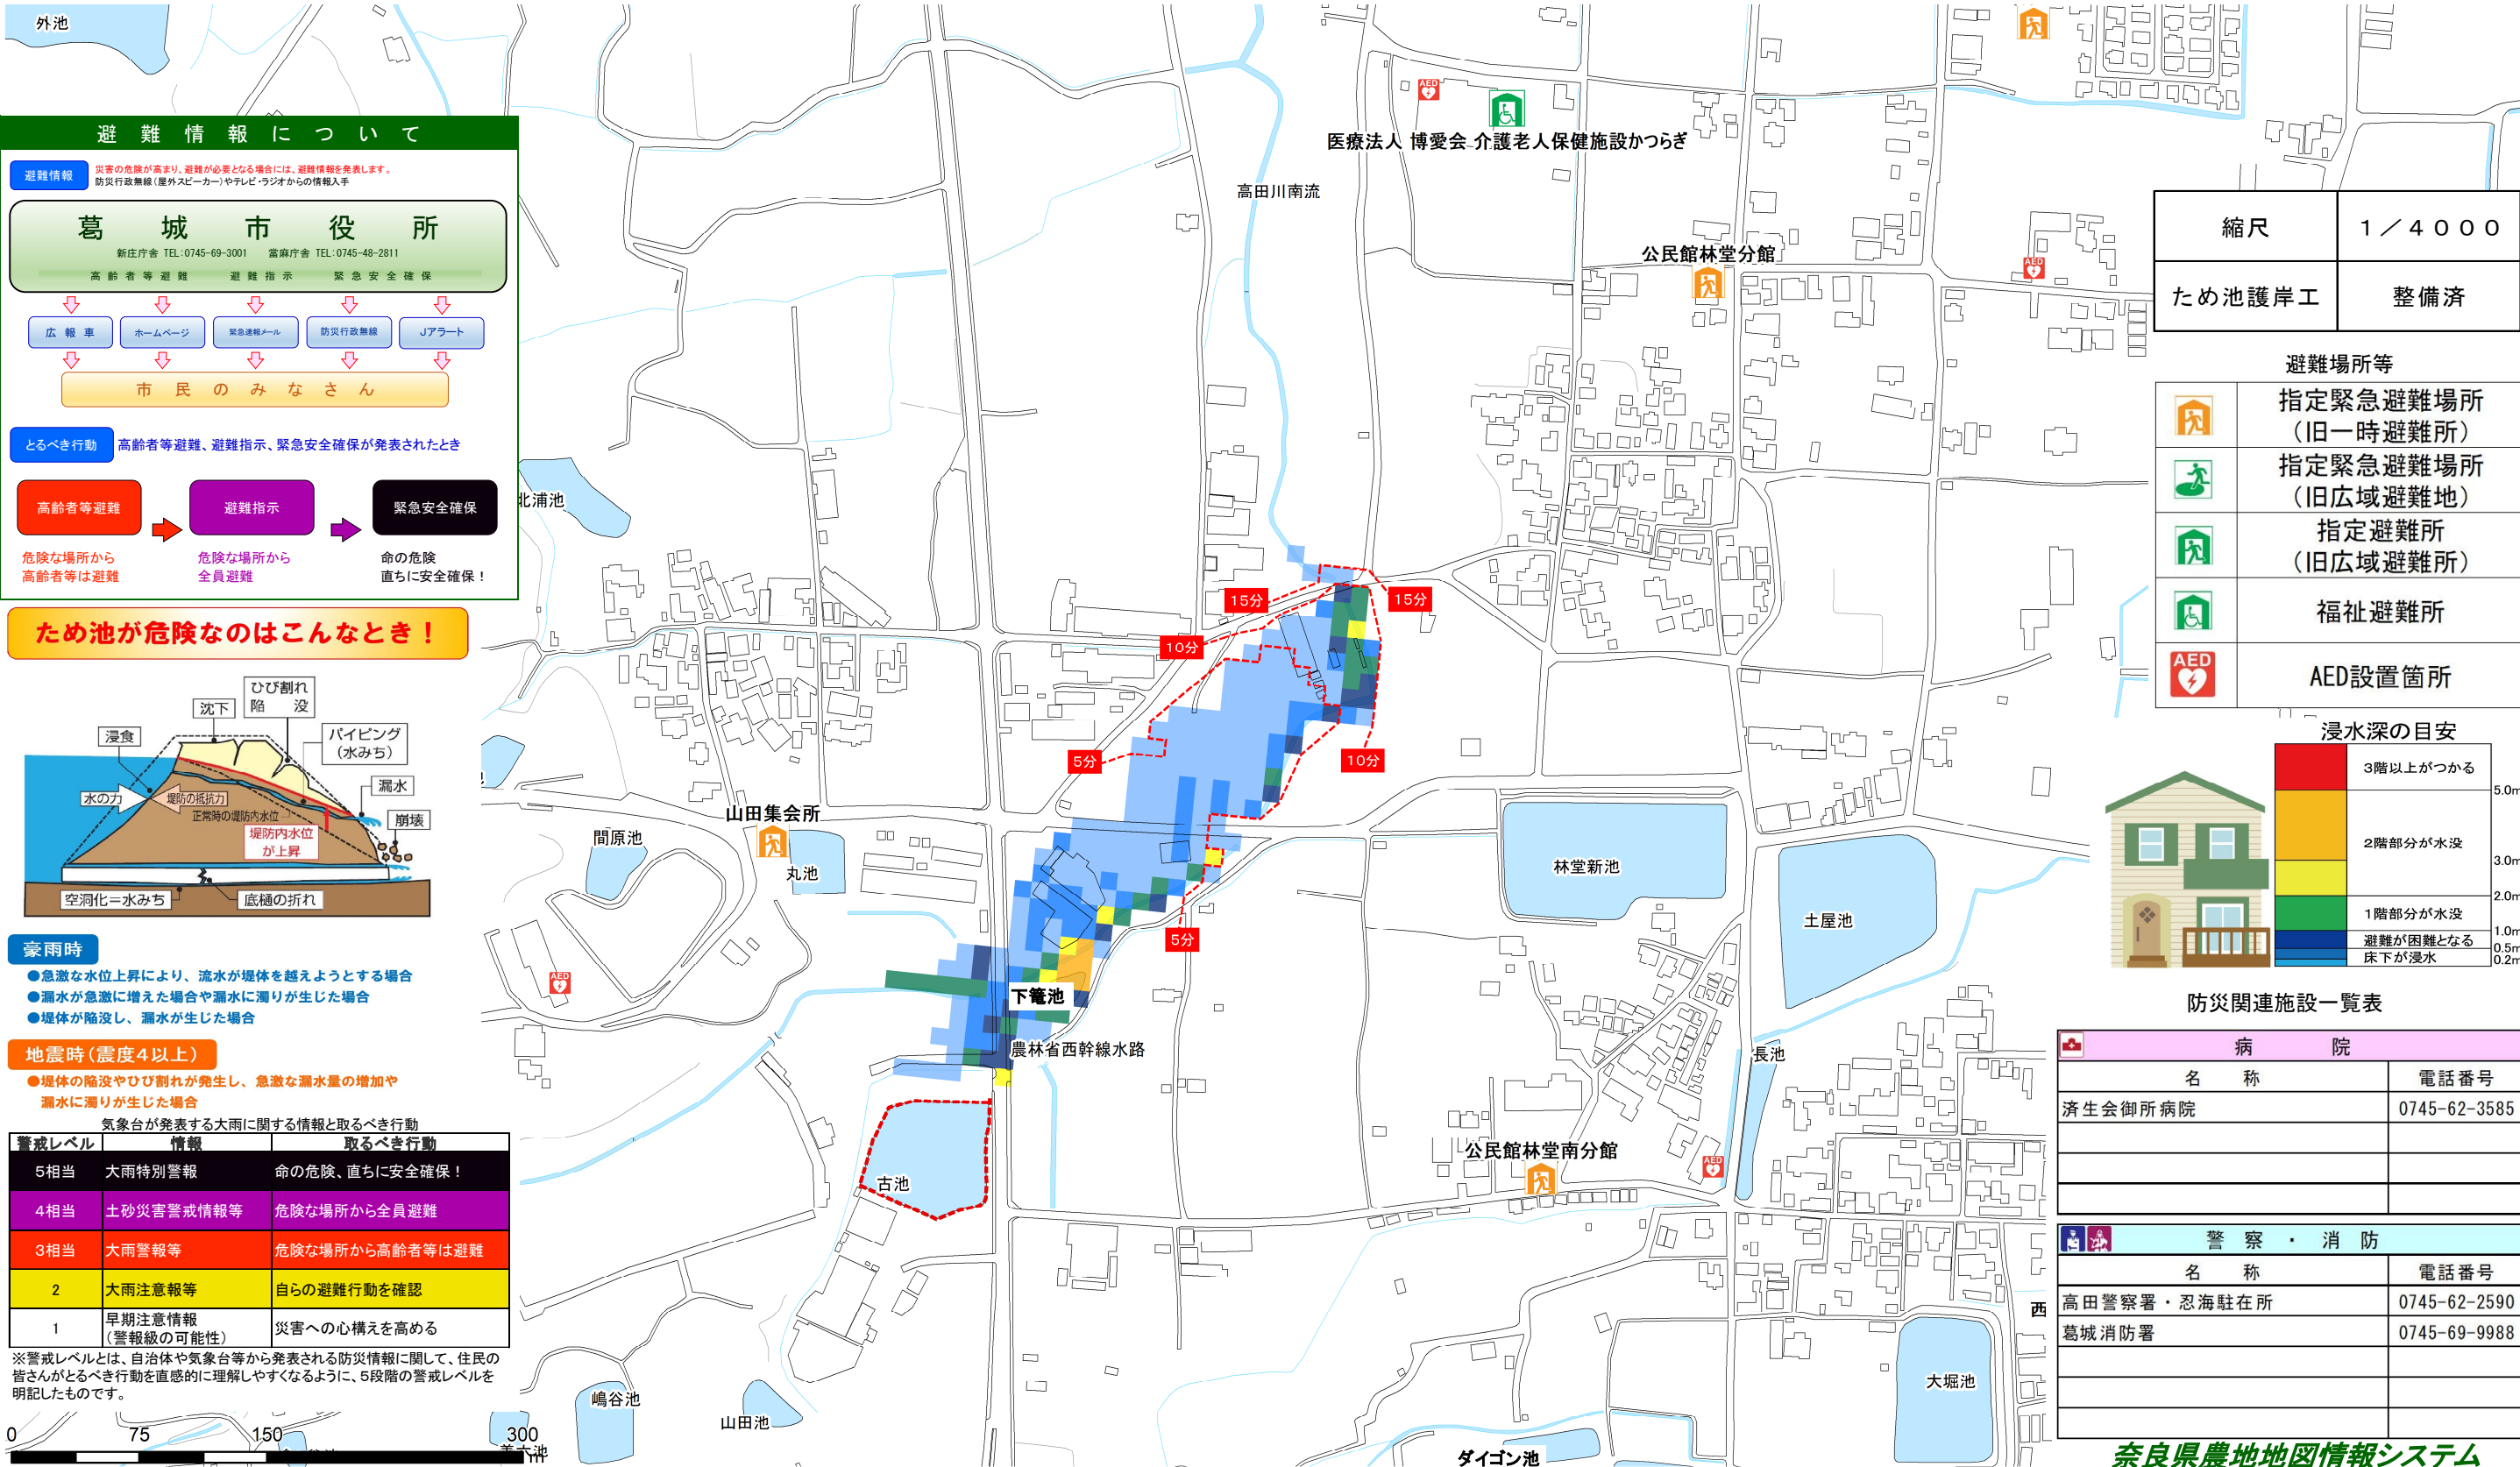 外池
避難情報について
避難情報
災害の危険が高まり、避難が必要となる場合には、避難情報を発表します。
防災行政無線(屋外スピーカー)やテレビ・ラジオからの情報入手
葛城市役所
新庄庁舎 TEL:0745-69-3001 當麻庁舎 TEL:0745-48-2811
高齢者等避難 避難指示 緊急安全確保
広報車
ホームページ
緊急速報メール
防災行政無線
Jアラート
市民のみなさん
とるべき行動
高齢者等避難、避難指示、緊急安全確保が発表されたとき
高齢者等避難
避難指示
緊急安全確保
危険な場所から
高齢者等は避難
危険な場所から
全員避難
命の危険
直ちに安全確保!
ため池が危険なのはこんなとき!
ひび割れ
陥 没
沈下
浸食
パイピング
(水みち)
漏水
水の力
堤防の抵抗力
正常時の堤防内水位
堤防内水位
が上昇
崩壊
空洞化=水みち
底樋の折れ
豪雨時
●急激な水位上昇により、流水が堤体を越えようとする場合
●漏水が急激に増えた場合や漏水に濁りが生じた場合
●堤体が陥没し、漏水が生じた場合
地震時(震度4以上)
●堤体の陥没やひび割れが発生し、急激な漏水量の増加や
漏水に濁りが生じた場合
気象台が発表する大雨に関する情報と取るべき行動
警戒レベル 情報 取るべき行動
5相当 大雨特別警報 命の危険、直ちに安全確保!
4相当 土砂災害警戒情報等 危険な場所から全員避難
3相当 大雨警報等 危険な場所から高齢者等は避難
2 大雨注意報等 自らの避難行動を確認
1 早期注意情報
(警報級の可能性) 災害への心構えを高める
※警戒レベルとは、自治体や気象台等から発表される防災情報に関して、住民の
皆さんがとるべき行動を直感的に理解しやすくなるように、5段階の警戒レベルを
明記したものです。
0 75 150 300
m
AED
医療法人 博愛会 介護老人保健施設かつらぎ
高田川南流
公民館林堂分館
AED
北浦池
15分
15分
10分
5分
10分
山田集会所
間原池
丸池
林堂新池
土屋池
5分
AED
下篭池
農林省西幹線水路
長池
公民館林堂南分館
AED
古池
西
大堀池
嶋谷池
山田池
ダイゴン池
縮尺 1/4000
ため池護岸工 整備済
避難場所等
指定緊急避難場所
(旧一時避難所)
指定緊急避難場所
(旧広域避難地)
指定避難所
(旧広域避難所)
福祉避難所
AED
AED設置箇所
浸水深の目安
3階以上がつかる
5.0m
2階部分が水没
3.0m
2.0m
1階部分が水没
1.0m
避難が困難となる
0.5m
床下が浸水
0.2m
防災関連施設一覧表
病院
名称 電話番号
済生会御所病院 0745-62-3585
警察・消防
名称 電話番号
高田警察署・忍海駐在所 0745-62-2590
葛城消防署 0745-69-9988
奈良県農地地図情報システム